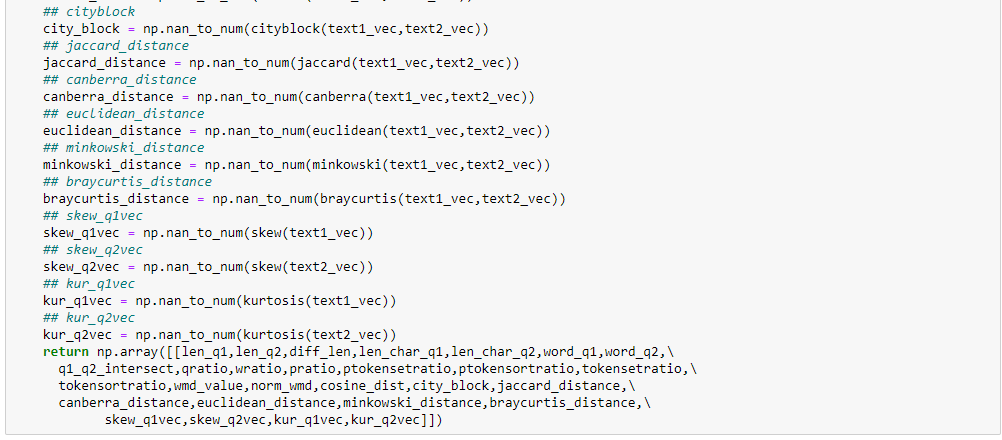 ## cityblock
city_block = np.nan_to_num(cityblock(text1_vec,text2_vec))
## jaccard_distance
jaccard_distance = np.nan_to_num(jaccard(text1_vec,text2_vec))
## canberra_distance
canberra_distance = np.nan_to_num(canberra(text1_vec,text2_vec))
## euclidean_distance
euclidean_distance = np.nan_to_num(euclidean(text1_vec,text2_vec))
## minkowski_distance
minkowski_distance = np.nan_to_num(minkowski(text1_vec,text2_vec))
## braycurtis_distance
braycurtis_distance = np.nan_to_num(braycurtis(text1_vec,text2_vec))
## skew_q1vec
skew_q1vec = np.nan_to_num(skew(text1_vec))
## skew_q2vec
skew_q2vec = np.nan_to_num(skew(text2_vec))
## kur_q1vec
kur_q1vec = np.nan_to_num(kurtosis(text1_vec))
## kur_q2vec
kur_q2vec = np.nan_to_num(kurtosis(text2_vec))
return np.array([[len_q1,len_q2,diff_len,len_char_q1,len_char_q2,word_q1,word_q2,\
q1_q2_intersect,qratio,wratio,pratio,ptokensetratio,ptokensortratio,tokensetratio,\
tokensortratio,wmd_value,norm_wmd,cosine_dist,city_block,jaccard_distance,\
canberra_distance,euclidean_distance,minkowski_distance,braycurtis_distance,\
skew_q1vec,skew_q2vec,kur_q1vec,kur_q2vec]])